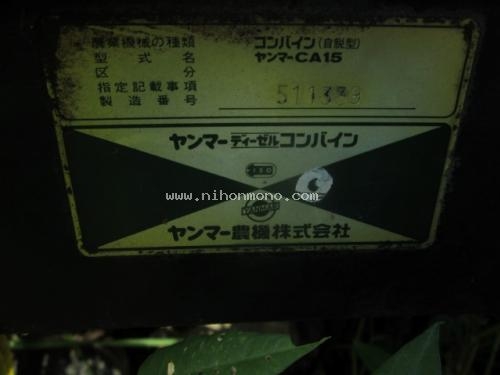 農業機械の種類 コンバイン(自脱型)
型式名 ヤンマーCA15
区分
指定記載事項
製造番号 511389
ヤンマーディーゼルコンバイン
www.nihonmono.com
YANMAR
ヤンマー農機株式会社